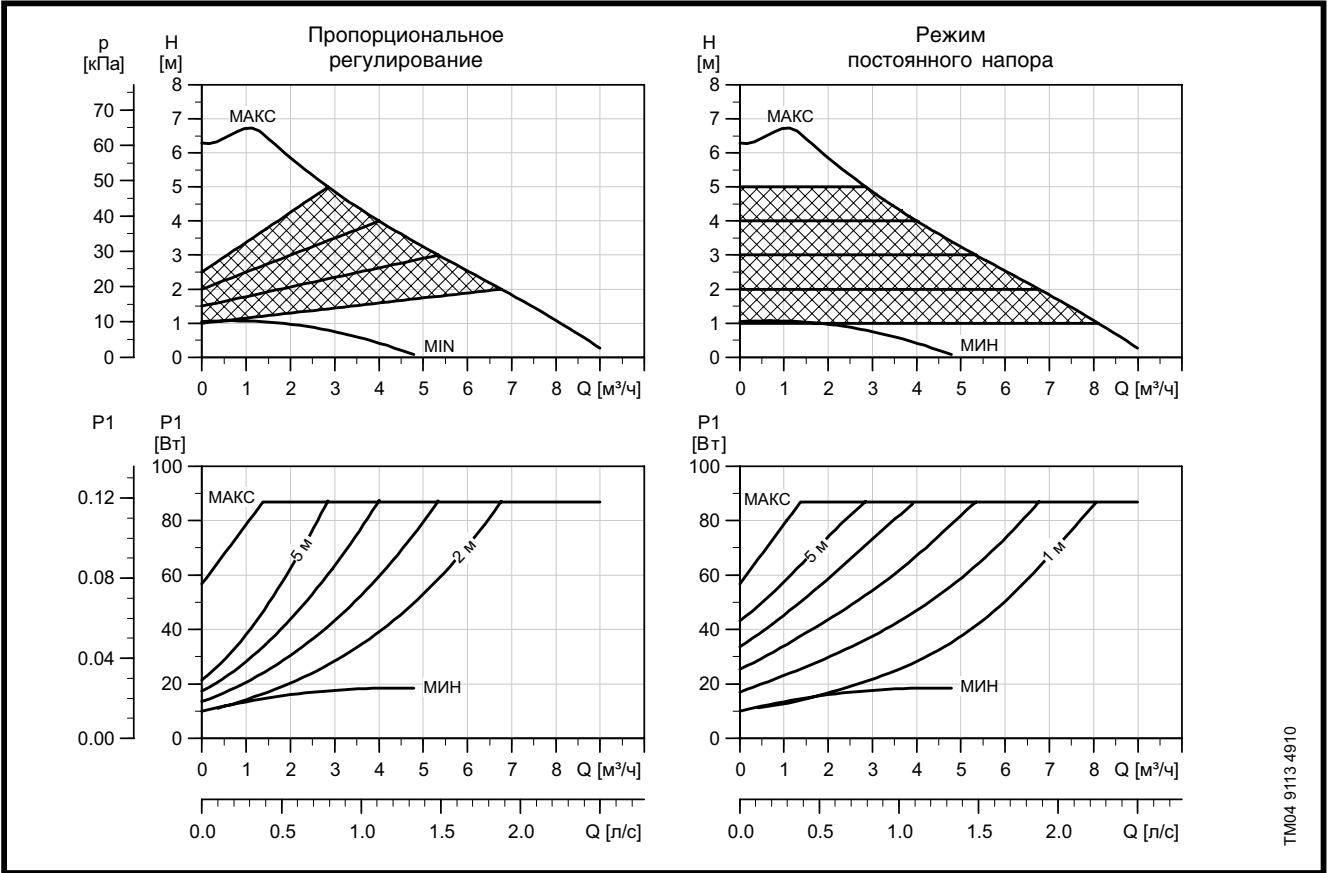 Пропорциональное
регулирование
Режим
постоянного напора
p
[кПа]
H
[м]
H
[м]
8
7
6
5
4
3
2
1
0
70
60
50
40
30
20
10
0
МАКС
MIN
0 1 2 3 4 5 6 7 8 Q [м³/ч]
8
7
6
5
4
3
2
1
0
МАКС
МИН
0 1 2 3 4 5 6 7 8 Q [м³/ч]
P1
P1
[Вт]
0.12
0.08
0.04
0.00
100
80
60
40
20
0
МАКС
5 м
2 м
МИН
0 1 2 3 4 5 6 7 8 Q [м³/ч]
0.0 0.5 1.0 1.5 2.0 Q [л/с]
P1
[Вт]
100
80
60
40
20
0
МАКС
5 м
1 м
МИН
0 1 2 3 4 5 6 7 8 Q [м³/ч]
0.0 0.5 1.0 1.5 2.0 Q [л/с]
TM04 9113 4910